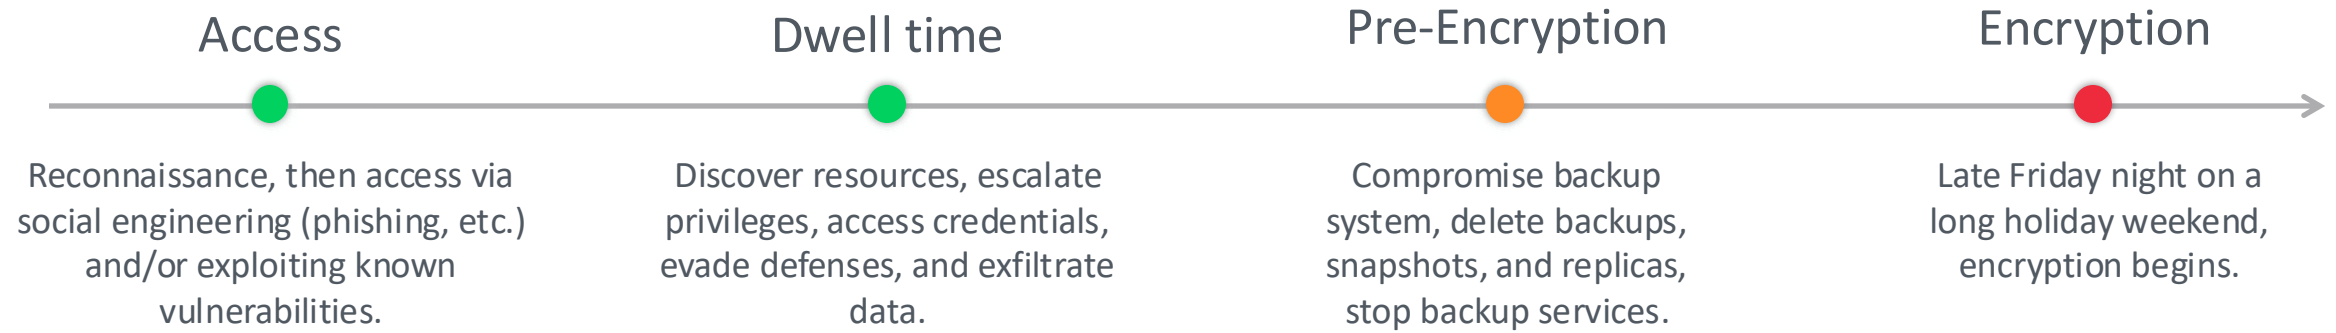 Access
Reconnaissance, then access via
social engineering (phishing, etc.)
and/or exploiting known
vulnerabilities.
Dwell time
Discover resources, escalate
privileges, access credentials,
evade defenses, and exfiltrate
data.
Pre-Encryption
Compromise backup
system, delete backups,
snapshots, and replicas,
stop backup services.
Encryption
Late Friday night on a
long holiday weekend,
encryption begins.